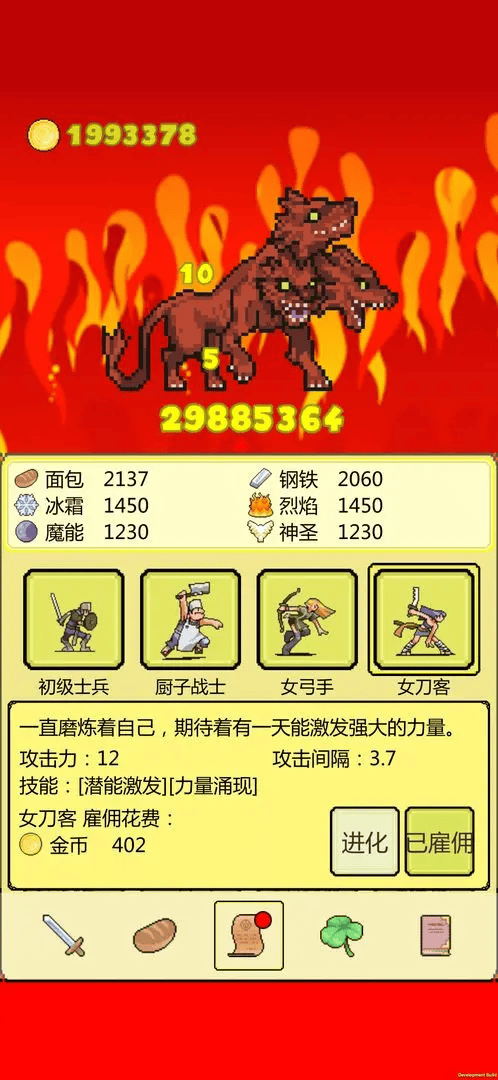 1993378
10
5
29885364
面包 2137 钢铁 2060
冰霜 1450 烈焰 1450
魔能 1230 神圣 1230
初级士兵 厨子战士 女弓手 女刀客
一直磨炼着自己，期待着有一天能激发强大的力量。
攻击力：12 攻击间隔：3.7
技能：[潜能激发][力量涌现]
女刀客 雇佣花费：
金币 402
进化 已雇佣
Development Build